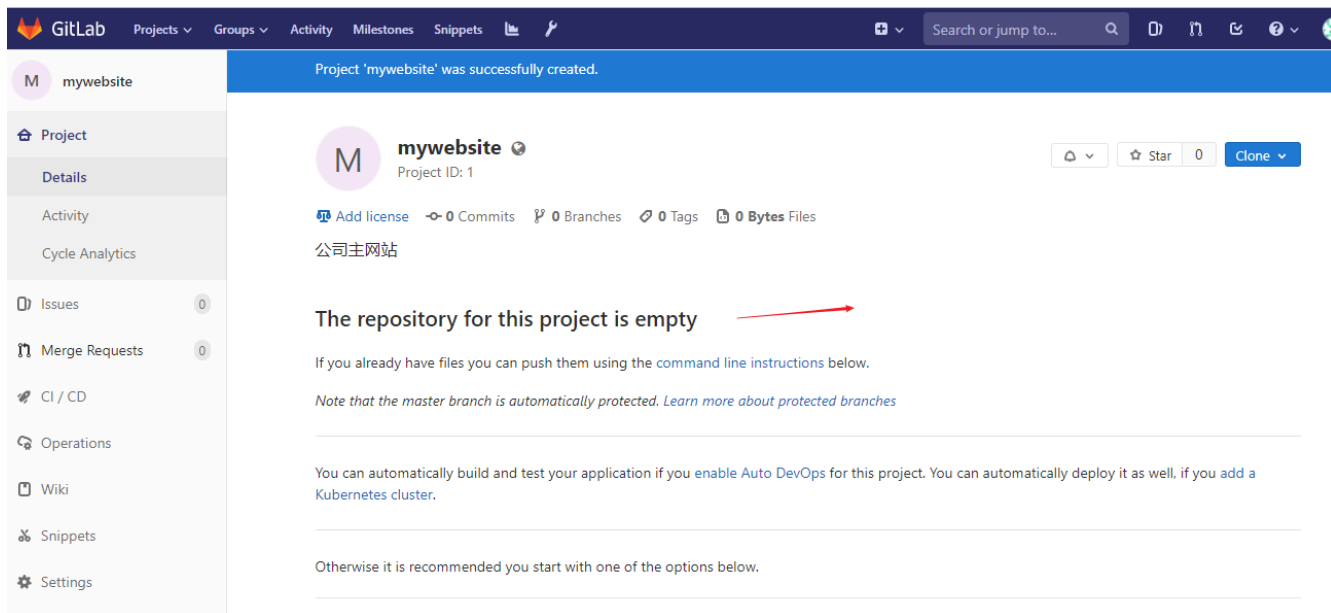 GitLab Projects Groups Activity Milestones Snippets Search or jump to...
M mywebsite
Project 'mywebsite' was successfully created.
Project
Details
Activity
Cycle Analytics
Issues 0
Merge Requests 0
CI / CD
Operations
Wiki
Snippets
Settings
M
mywebsite
Project ID: 1
Star 0 Clone
Add license 0 Commits 0 Branches 0 Tags 0 Bytes Files
公司主网站
The repository for this project is empty
If you already have files you can push them using the command line instructions below.
Note that the master branch is automatically protected. Learn more about protected branches
You can automatically build and test your application if you enable Auto DevOps for this project. You can automatically deploy it as well, if you add a
Kubernetes cluster.
Otherwise it is recommended you start with one of the options below.